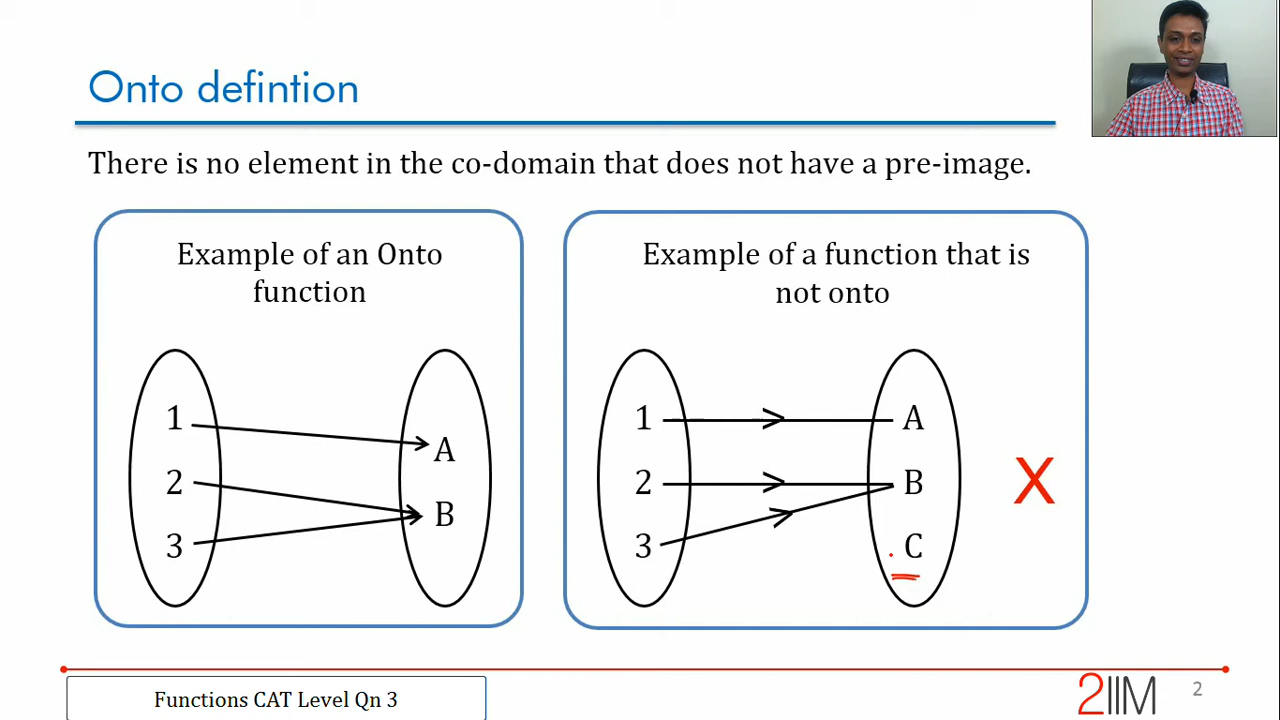 Onto defintion
There is no element in the co-domain that does not have a pre-image.
Example of an Onto
function
1
2
3
A
B
Example of a function that is
not onto
1
2
3
A
B
C
X
Functions CAT Level Qn 3
2IIM
2